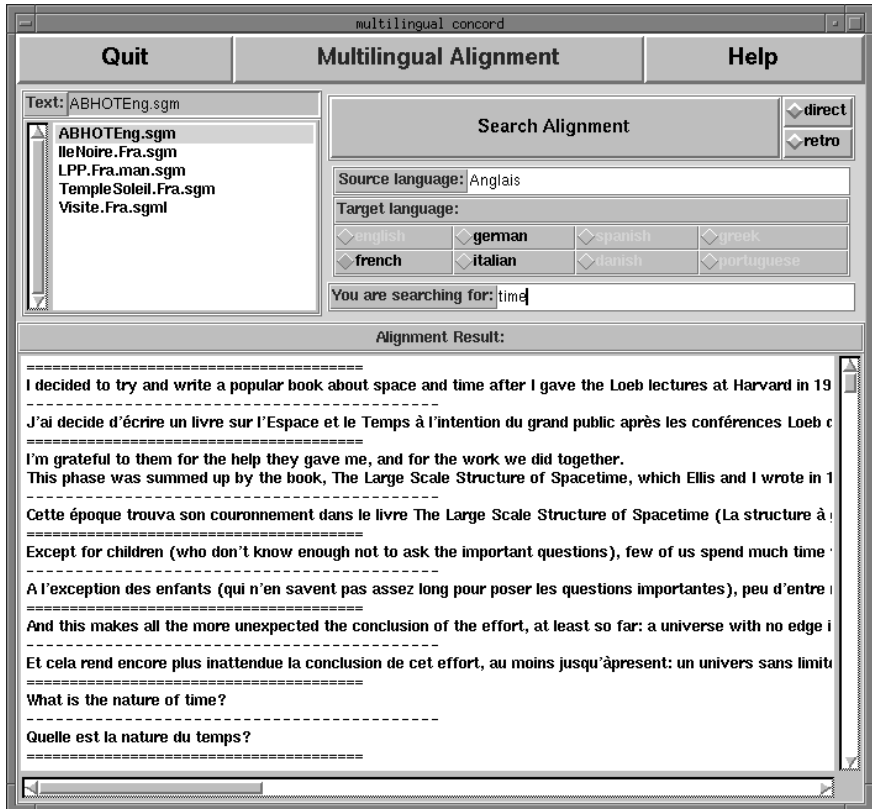 multilingual concord
Quit Multilingual Alignment Help
Text: ABHOTEng.sgm
ABHOTEng.sgm
IleNoire.Fra.sgm
LPP.Fra.man.sgm
TempleSoleil.Fra.sgm
Visite.Fra.sgml
Search Alignment
direct
retro
Source language: Anglais
Target language:
english german spanish greek
french italian danish portuguese
You are searching for: time
Alignment Result:
=======================================
I decided to try and write a popular book about space and time after I gave the Loeb lectures at Harvard in 19
- - - - - - - - - - - - - - - - - - - - - - - - - - - - - - - - - - -
J'ai decide d'écrire un livre sur l'Espace et le Temps à l'intention du grand public après les conférences Loeb
=======================================
I'm grateful to them for the help they gave me, and for the work we did together.
This phase was summed up by the book, The Large Scale Structure of Spacetime, which Ellis and I wrote in 1
- - - - - - - - - - - - - - - - - - - - - - - - - - - - - - - - - - -
Cette époque trouva son couronnement dans le livre The Large Scale Structure of Spacetime (La structure à
=======================================
Except for children (who don't know enough not to ask the important questions), few of us spend much time
- - - - - - - - - - - - - - - - - - - - - - - - - - - - - - - - - - -
A l'exception des enfants (qui n'en savent pas assez long pour poser les questions importantes), peu d'entre
=======================================
And this makes all the more unexpected the conclusion of the effort, at least so far: a universe with no edge i
- - - - - - - - - - - - - - - - - - - - - - - - - - - - - - - - - - -
Et cela rend encore plus inattendue la conclusion de cet effort, au moins jusqu'àpresent: un univers sans limit
=======================================
What is the nature of time?
- - - - - - - - - - - - - - - - - - - - - - - - - - - - - - - - - - -
Quelle est la nature du temps?
=======================================